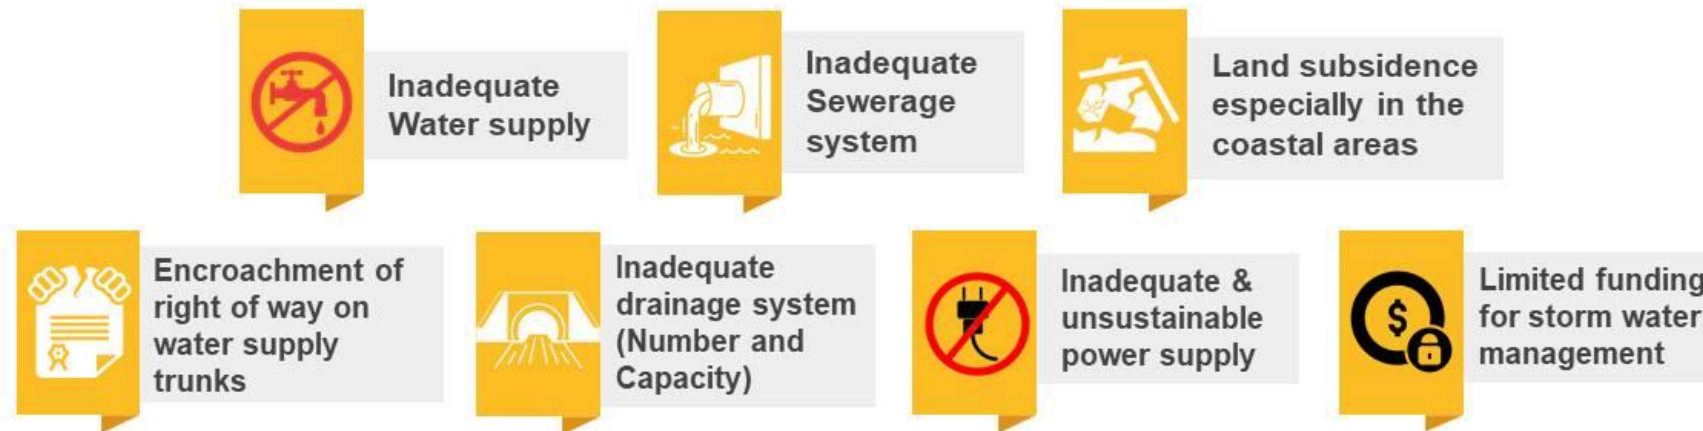 Inadequate
Water supply
Inadequate
Sewerage
system
Land subsidence
especially in the
coastal areas
Encroachment of
right of way on
water supply
trunks
Inadequate
drainage system
(Number and
Capacity)
Inadequate &
unsustainable
power supply
$
Limited funding
for storm water
management